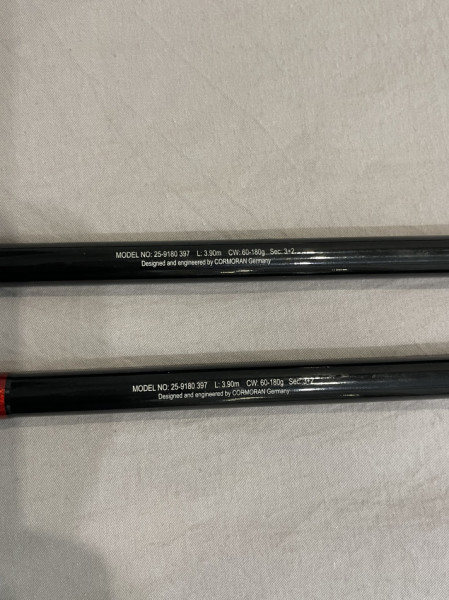 MODEL NO: 25-9180 397 L: 3.90m CW: 60-180g Sec: 3+2
Designed and engineered by CORMORAN Germany
MODEL NO: 25-9180 397 L: 3.90m CW: 60-180g Sec: 3+2
Designed and engineered by CORMORAN Germany